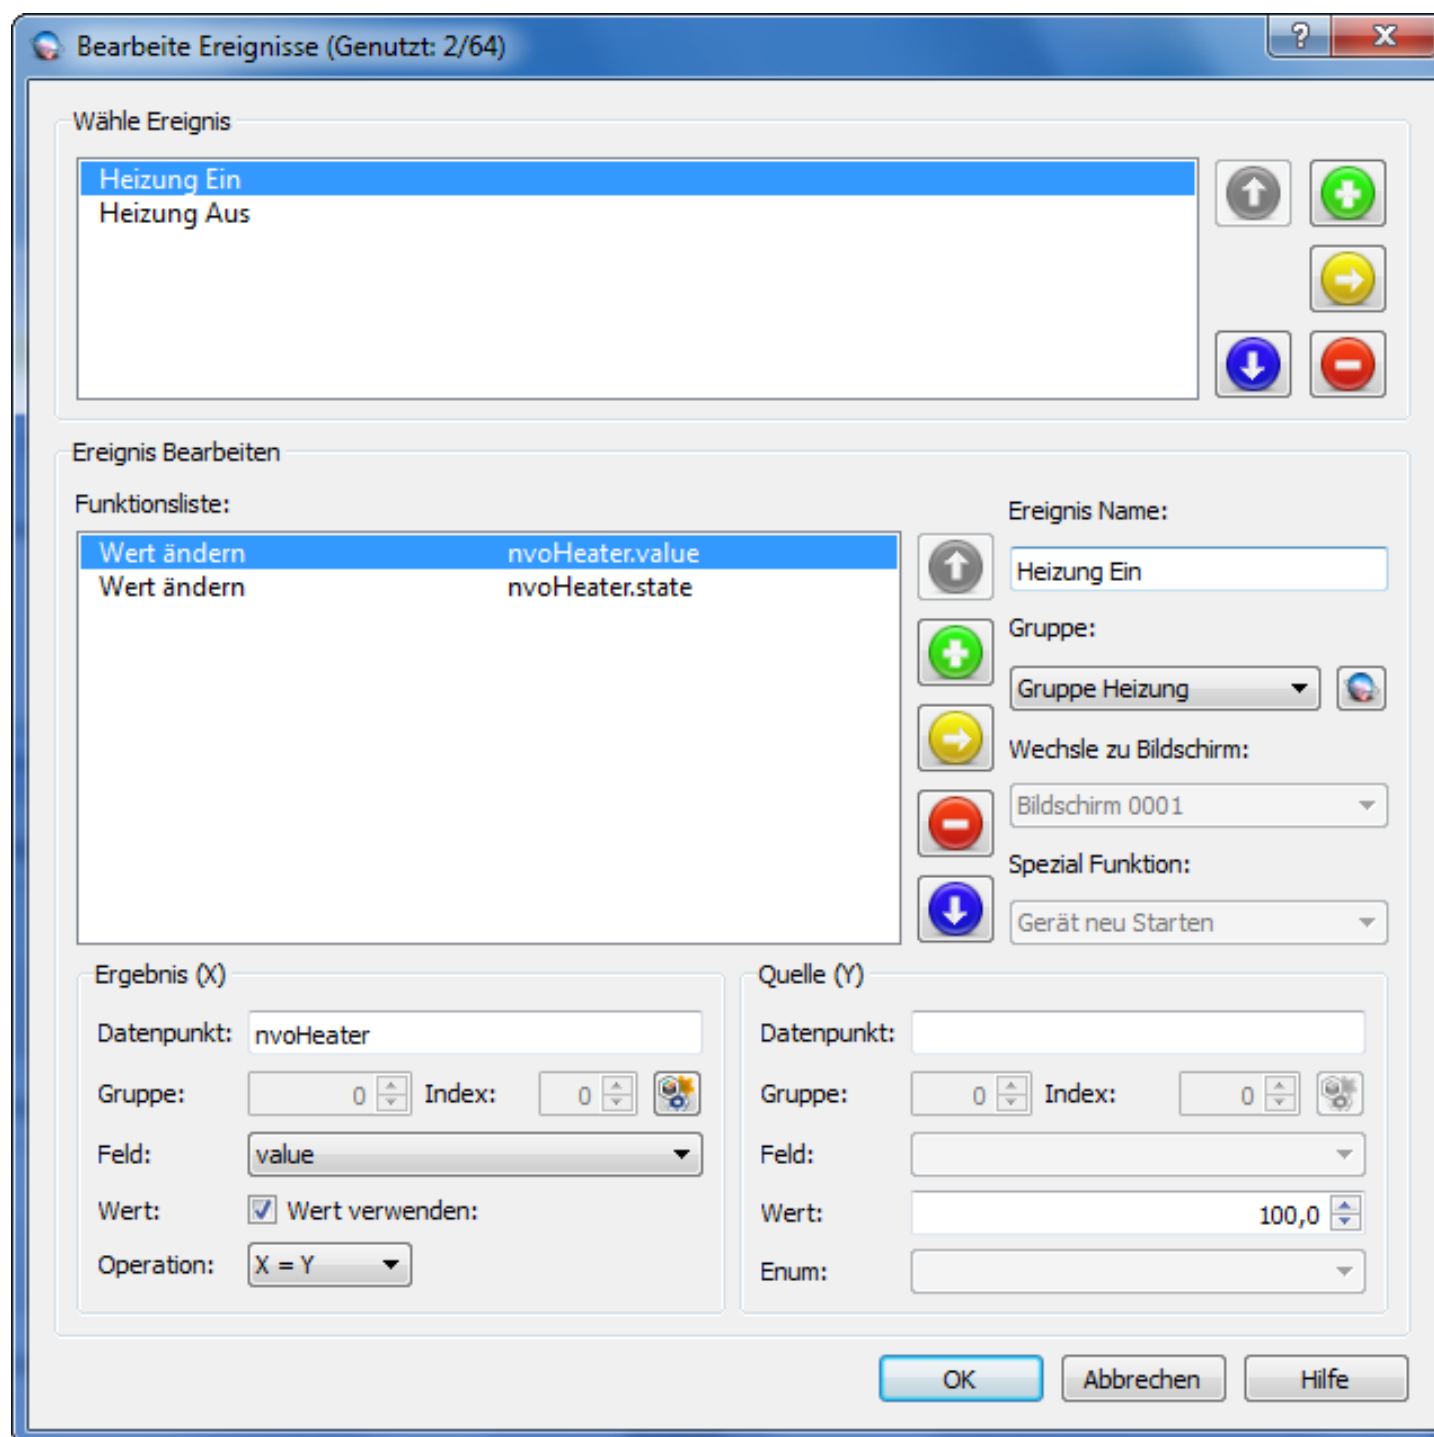 Bearbeite Ereignisse (Genutzt: 2/64)
? X
Wähle Ereignis
Heizung Ein
Heizung Aus
Ereignis Bearbeiten
Funktionsliste:
Wert ändern nvoHeater.value
Wert ändern nvoHeater.state
Ereignis Name:
Heizung Ein
Gruppe:
Gruppe Heizung
Wechsle zu Bildschirm:
Bildschirm 0001
Spezial Funktion:
Gerät neu Starten
Ergebnis (X)
Datenpunkt: nvoHeater
Gruppe: 0 Index: 0
Feld: value
Wert: Wert verwenden:
Operation: X = Y
Quelle (Y)
Datenpunkt:
Gruppe: 0 Index: 0
Feld:
Wert: 100,0
Enum:
OK Abbrechen Hilfe